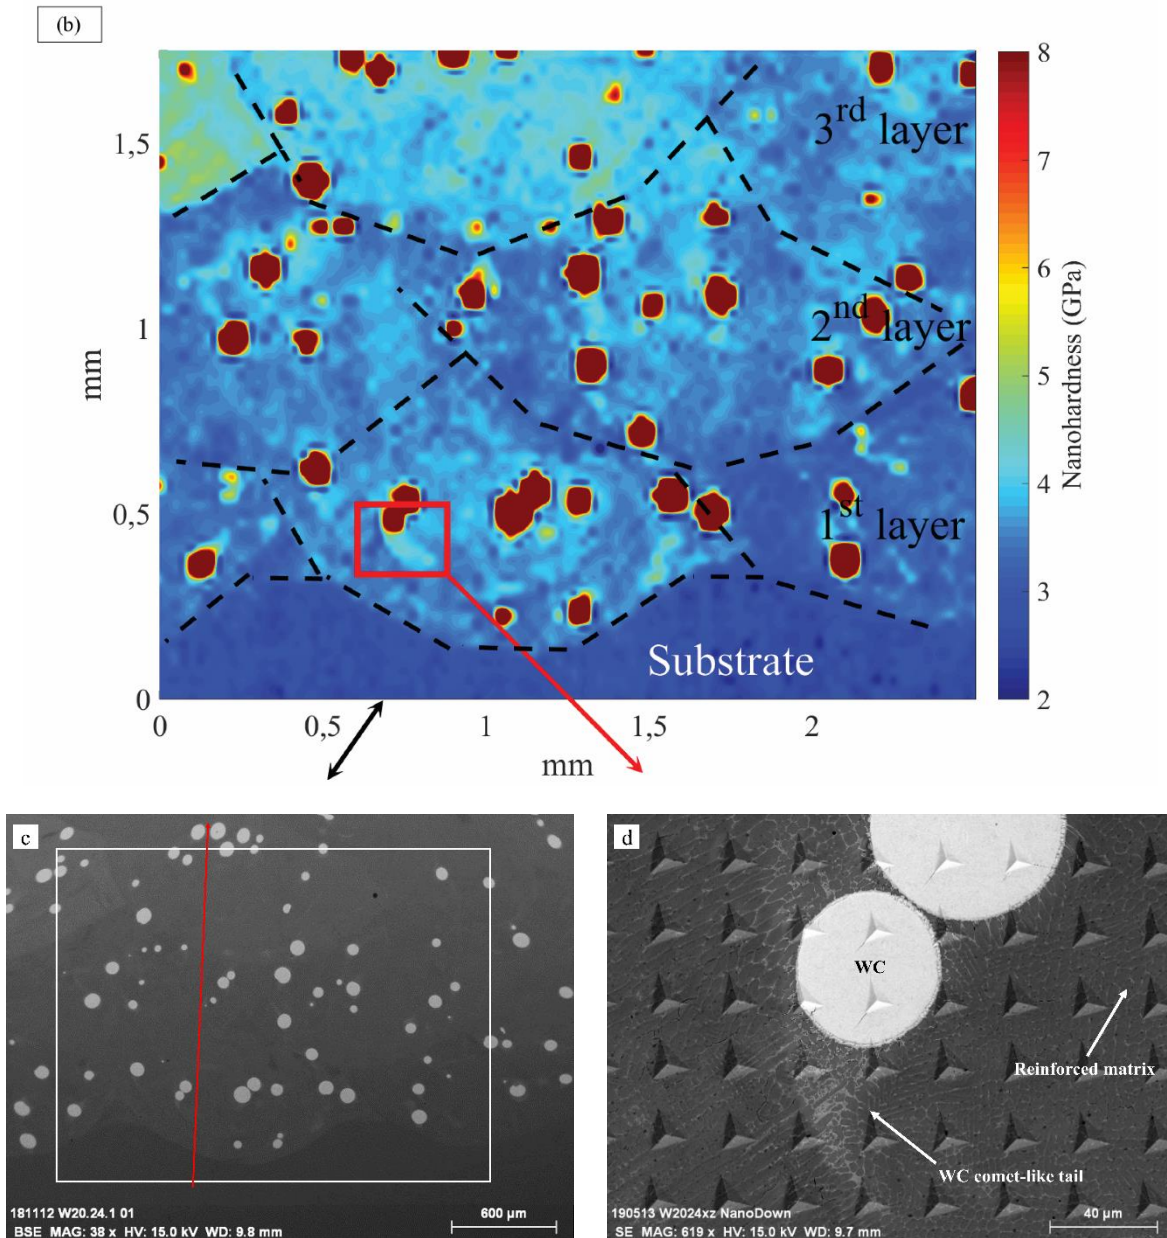 (b)
8
3rd layer
1,5
7
6
Nanohardness (GPa)
mm
1
2nd layer
5
4
0,5
1st layer
3
Substrate
0
2
0
0,5
1
1,5
2
mm
c
181112 W20.24.1 01
BSE MAG: 38 x HV: 15.0 kV WD: 9.8 mm
600 µm
d
WC
Reinforced matrix
WC comet-like tail
190513 W2024xz NanoDown
SE MAG: 619 x HV: 15.0 kV WD: 9.7 mm
40 µm